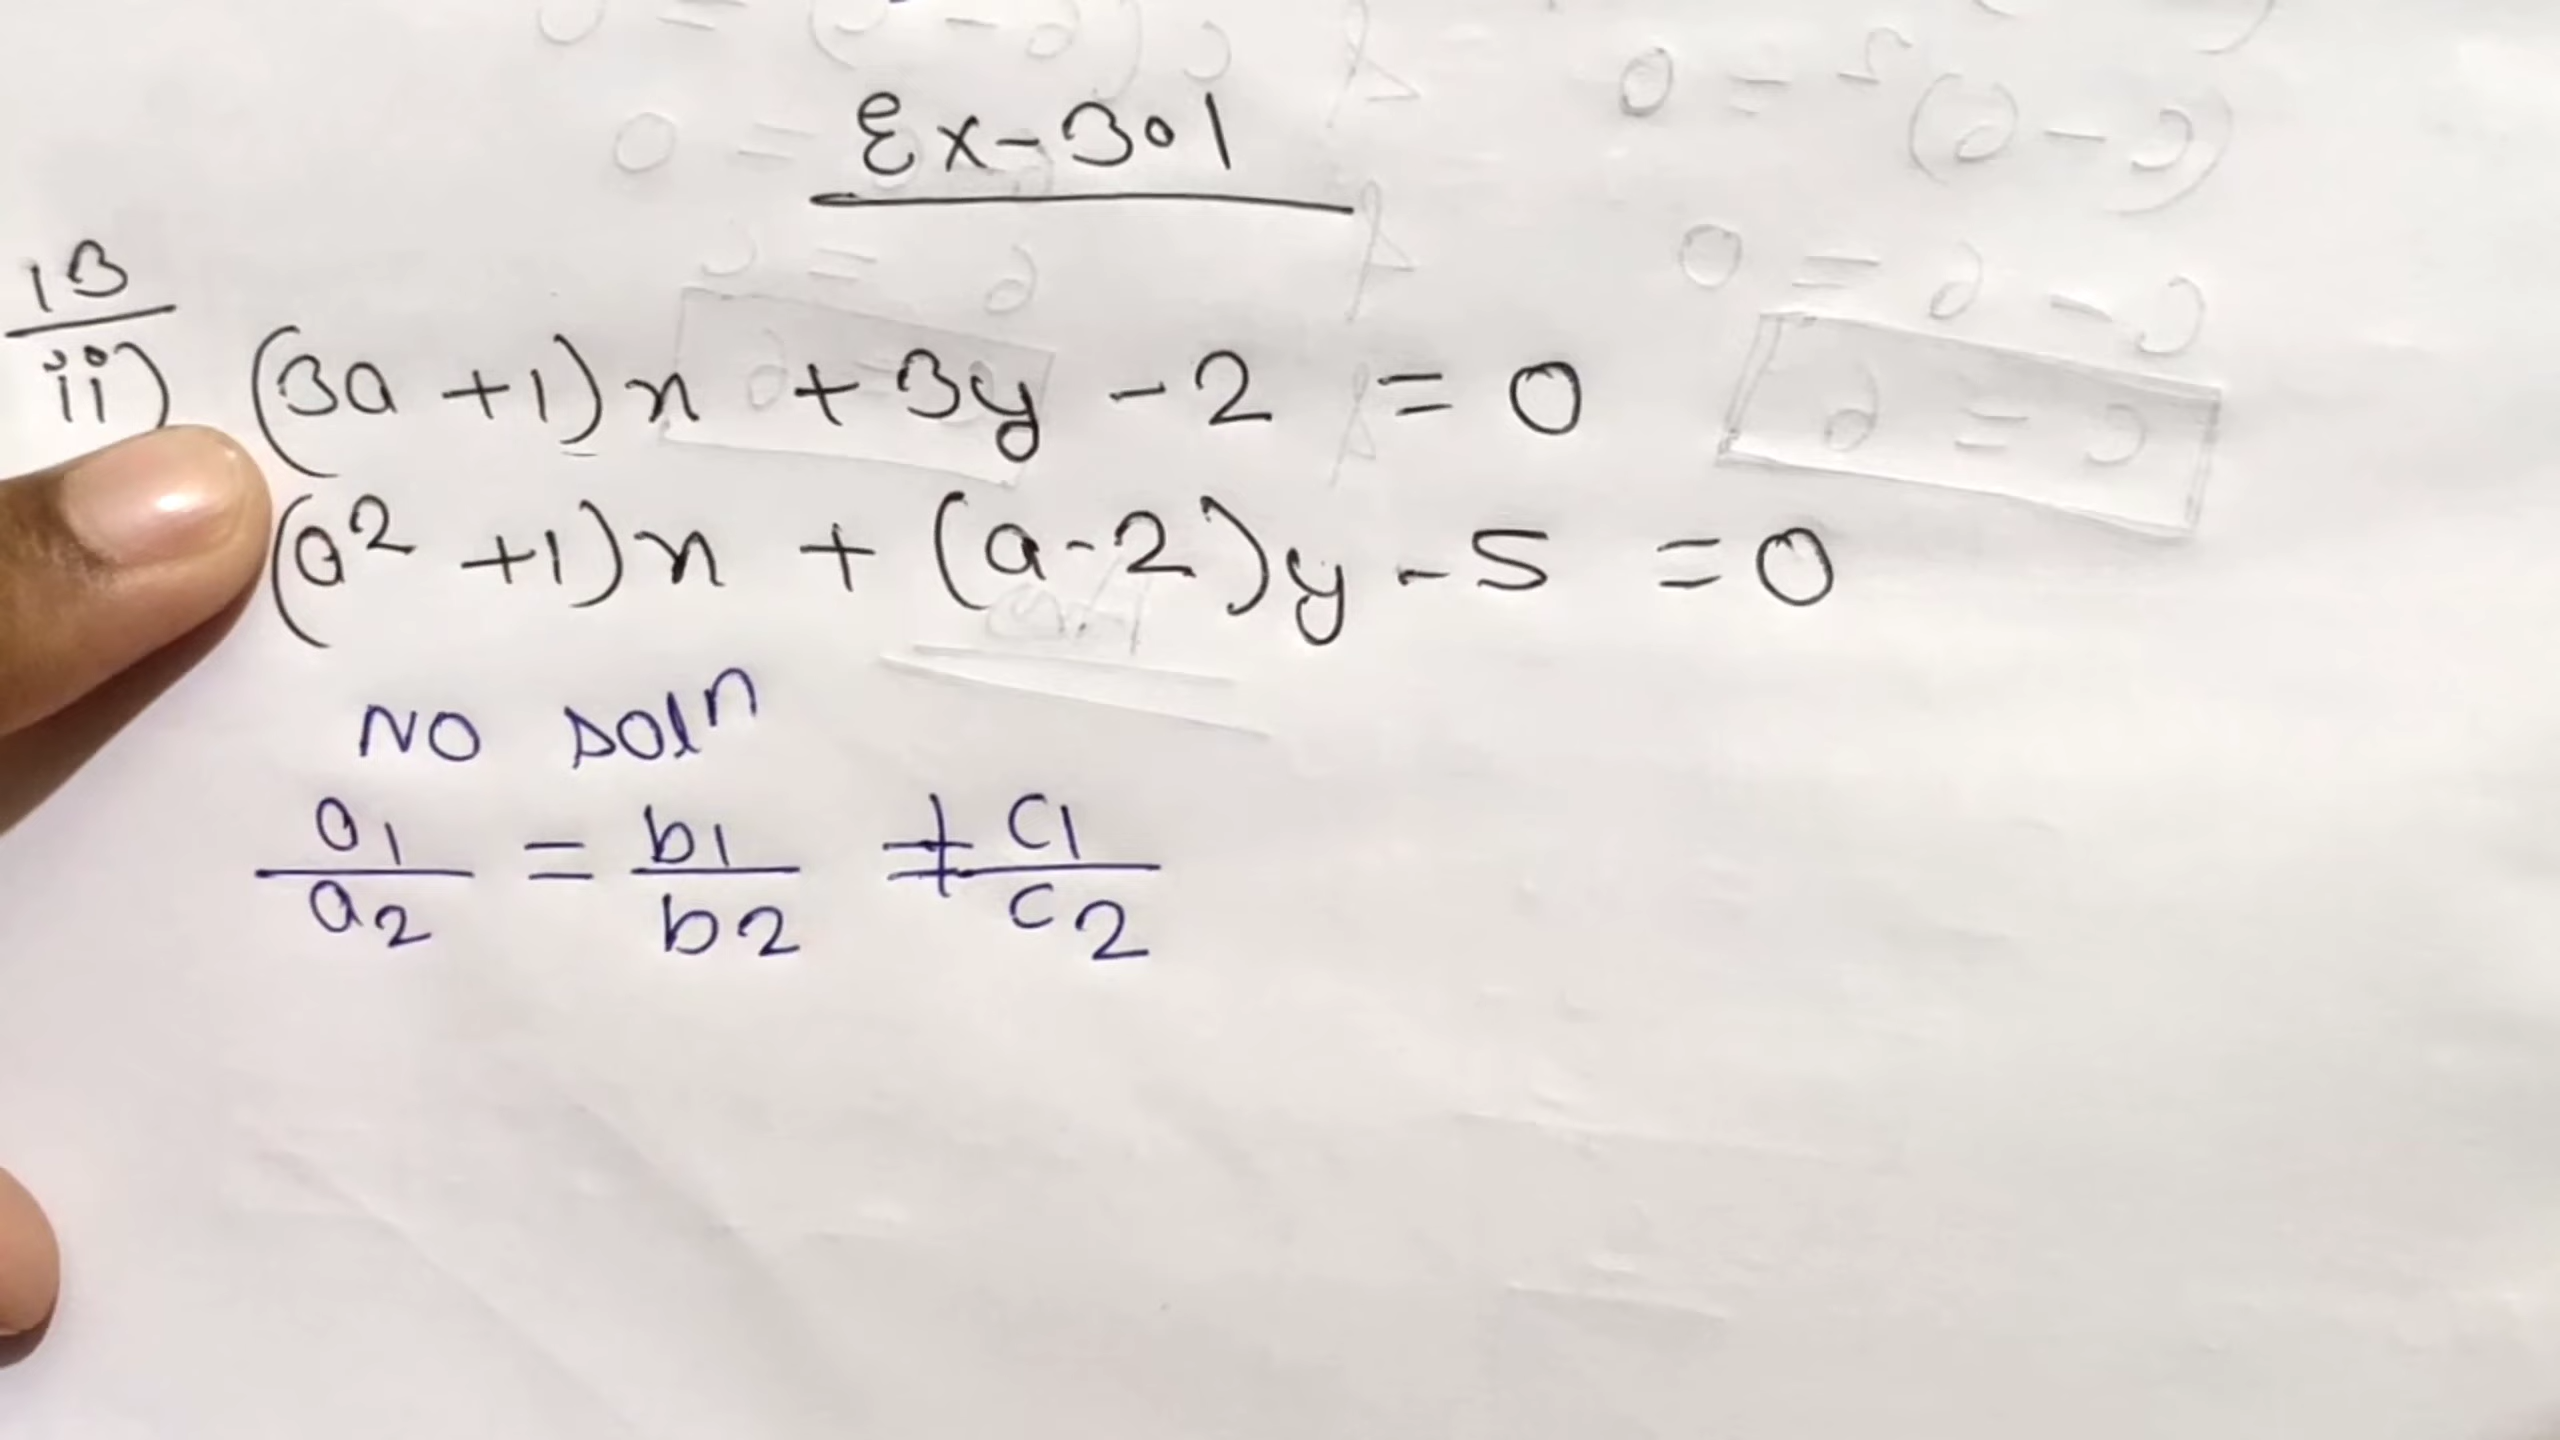 Ex-3.1
13
ii) (3a+1)x + 3y - 2 = 0
(a² +1)x + (a-2)y - 5 = 0
NO solⁿ
a1/a2 = b1/b2 ≠ c1/c2